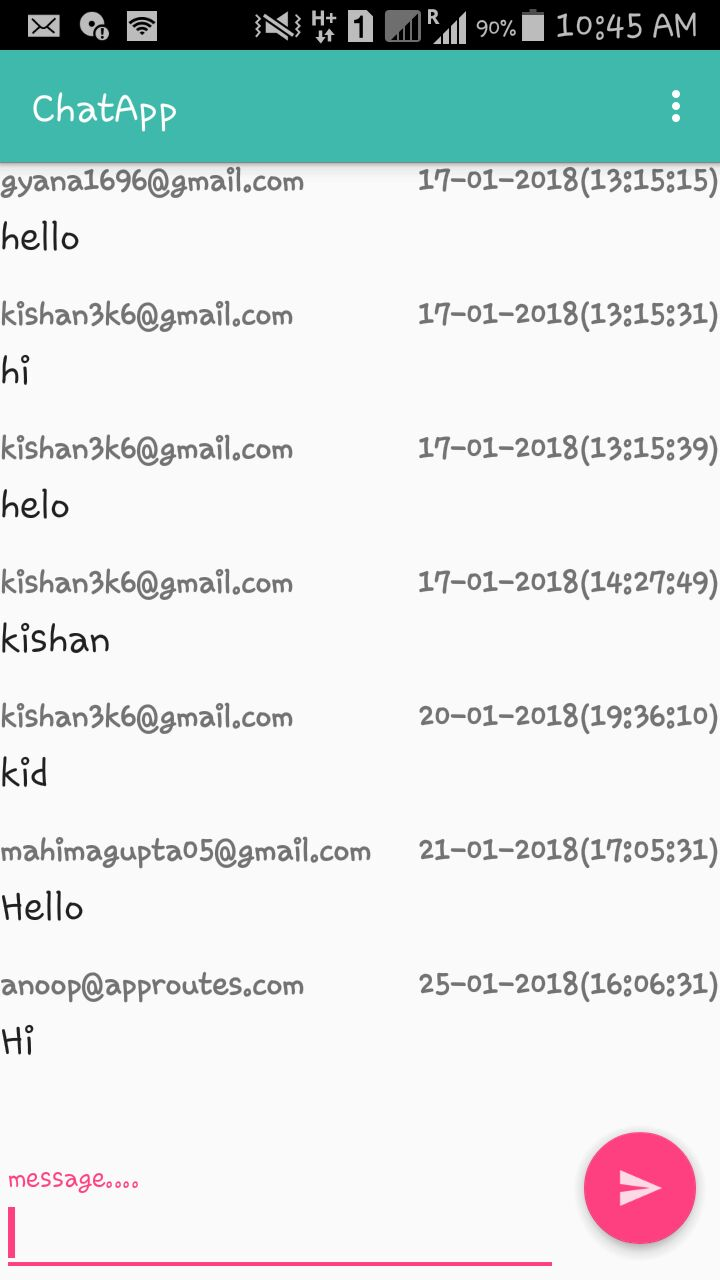 H+ 1 R 90% 10:45 AM
ChatApp
gyana1696@gmail.com 17-01-2018(13:15:15)
hello
kishan3k6@gmail.com 17-01-2018(13:15:31)
hi
kishan3k6@gmail.com 17-01-2018(13:15:39)
helo
kishan3k6@gmail.com 17-01-2018(14:27:49)
kishan
kishan3k6@gmail.com 20-01-2018(19:36:10)
kid
mahimagupta05@gmail.com 21-01-2018(17:05:31)
Hello
anoop@approutes.com 25-01-2018(16:06:31)
Hi
message....